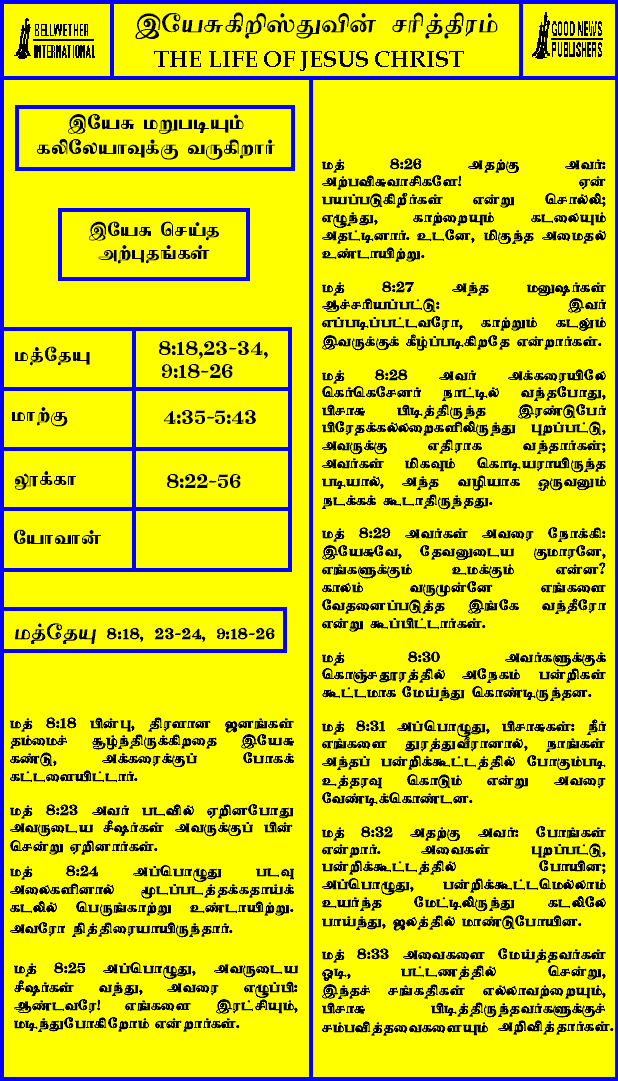 BELLWETHER
INTERNATIONAL
இயேசுகிறிஸ்துவின் சரித்திரம்
THE LIFE OF JESUS CHRIST
GOOD NEWS
PUBLISHERS
இயேசு மறுபடியும்
கலிலேயாவுக்கு வருகிறார்
இயேசு செய்த
அற்புதங்கள்
மத்தேயு 8:18,23-34,
9:18-26
மாற்கு 4:35-5:43
லூக்கா 8:22-56
யோவான்
மத்தேயு 8:18, 23-24, 9:18-26
மத் 8:18 பின்பு, திரளான ஜனங்கள்
தம்மைச் சூழ்ந்திருக்கிறதை இயேசு
கண்டு, அக்கரைக்குப் போகக்
கட்டளையிட்டார்.
மத் 8:23 அவர் படவில் ஏறினபோது
அவருடைய சீஷர்கள் அவருக்குப் பின்
சென்று ஏறினார்கள்.
மத் 8:24 அப்பொழுது படவு
அலைகளினால் மூடப்படத்தக்கதாய்க்
கடலில் பெருங்காற்று உண்டாயிற்று.
அவரோ நித்திரையாயிருந்தார்.
மத் 8:25 அப்பொழுது, அவருடைய
சீஷர்கள் வந்து, அவரை எழுப்பி:
ஆண்டவரே! எங்களை இரட்சியும்,
மடிந்துபோகிறோம் என்றார்கள்.
மத் 8:26 அதற்கு அவர்:
அற்பவிசுவாசிகளே! ஏன்
பயப்படுகிறீர்கள் என்று சொல்லி;
எழுந்து, காற்றையும் கடலையும்
அதட்டினார். உடனே, மிகுந்த அமைதல்
உண்டாயிற்று.
மத் 8:27 அந்த மனுஷர்கள்
ஆச்சரியப்பட்டு: இவர்
எப்படிப்பட்டவரோ, காற்றும் கடலும்
இவருக்குக் கீழ்ப்படிகிறதே என்றார்கள்.
மத் 8:28 அவர் அக்கரையிலே
கெர்கெசேனர் நாட்டில் வந்தபோது,
பிசாசு பிடித்திருந்த இரண்டுபேர்
பிரேதக்கல்லறைகளிலிருந்து புறப்பட்டு,
அவருக்கு எதிராக வந்தார்கள்;
அவர்கள் மிகவும் கொடியராயிருந்த
படியால், அந்த வழியாக ஒருவனும்
நடக்கக் கூடாதிருந்தது.
மத் 8:29 அவர்கள் அவரை நோக்கி:
இயேசுவே, தேவனுடைய குமாரனே,
எங்களுக்கும் உமக்கும் என்ன?
காலம் வருமுன்னே எங்களை
வேதனைப்படுத்த இங்கே வந்தீரோ
என்று கூப்பிட்டார்கள்.
மத் 8:30 அவர்களுக்குக்
கொஞ்சதூரத்தில் அநேகம் பன்றிகள்
கூட்டமாக மேய்ந்து கொண்டிருந்தன.
மத் 8:31 அப்பொழுது, பிசாசுகள்: நீர்
எங்களை துரத்துவீரானால், நாங்கள்
அந்தப் பன்றிக்கூட்டத்தில் போகும்படி
உத்தரவு கொடும் என்று அவரை
வேண்டிக்கொண்டன.
மத் 8:32 அதற்கு அவர்: போங்கள்
என்றார். அவைகள் புறப்பட்டு,
பன்றிக்கூட்டத்தில் போயின;
அப்பொழுது, பன்றிக்கூட்டமெல்லாம்
உயர்ந்த மேட்டிலிருந்து கடலிலே
பாய்ந்து, ஜலத்தில் மாண்டுபோயின.
மத் 8:33 அவைகளை மேய்த்தவர்கள்
ஓடி, பட்டணத்தில் சென்று,
இந்தச் சங்கதிகள் எல்லாவற்றையும்,
பிசாசு பிடித்திருந்தவர்களுக்குச்
சம்பவித்தவைகளையும் அறிவித்தார்கள்.